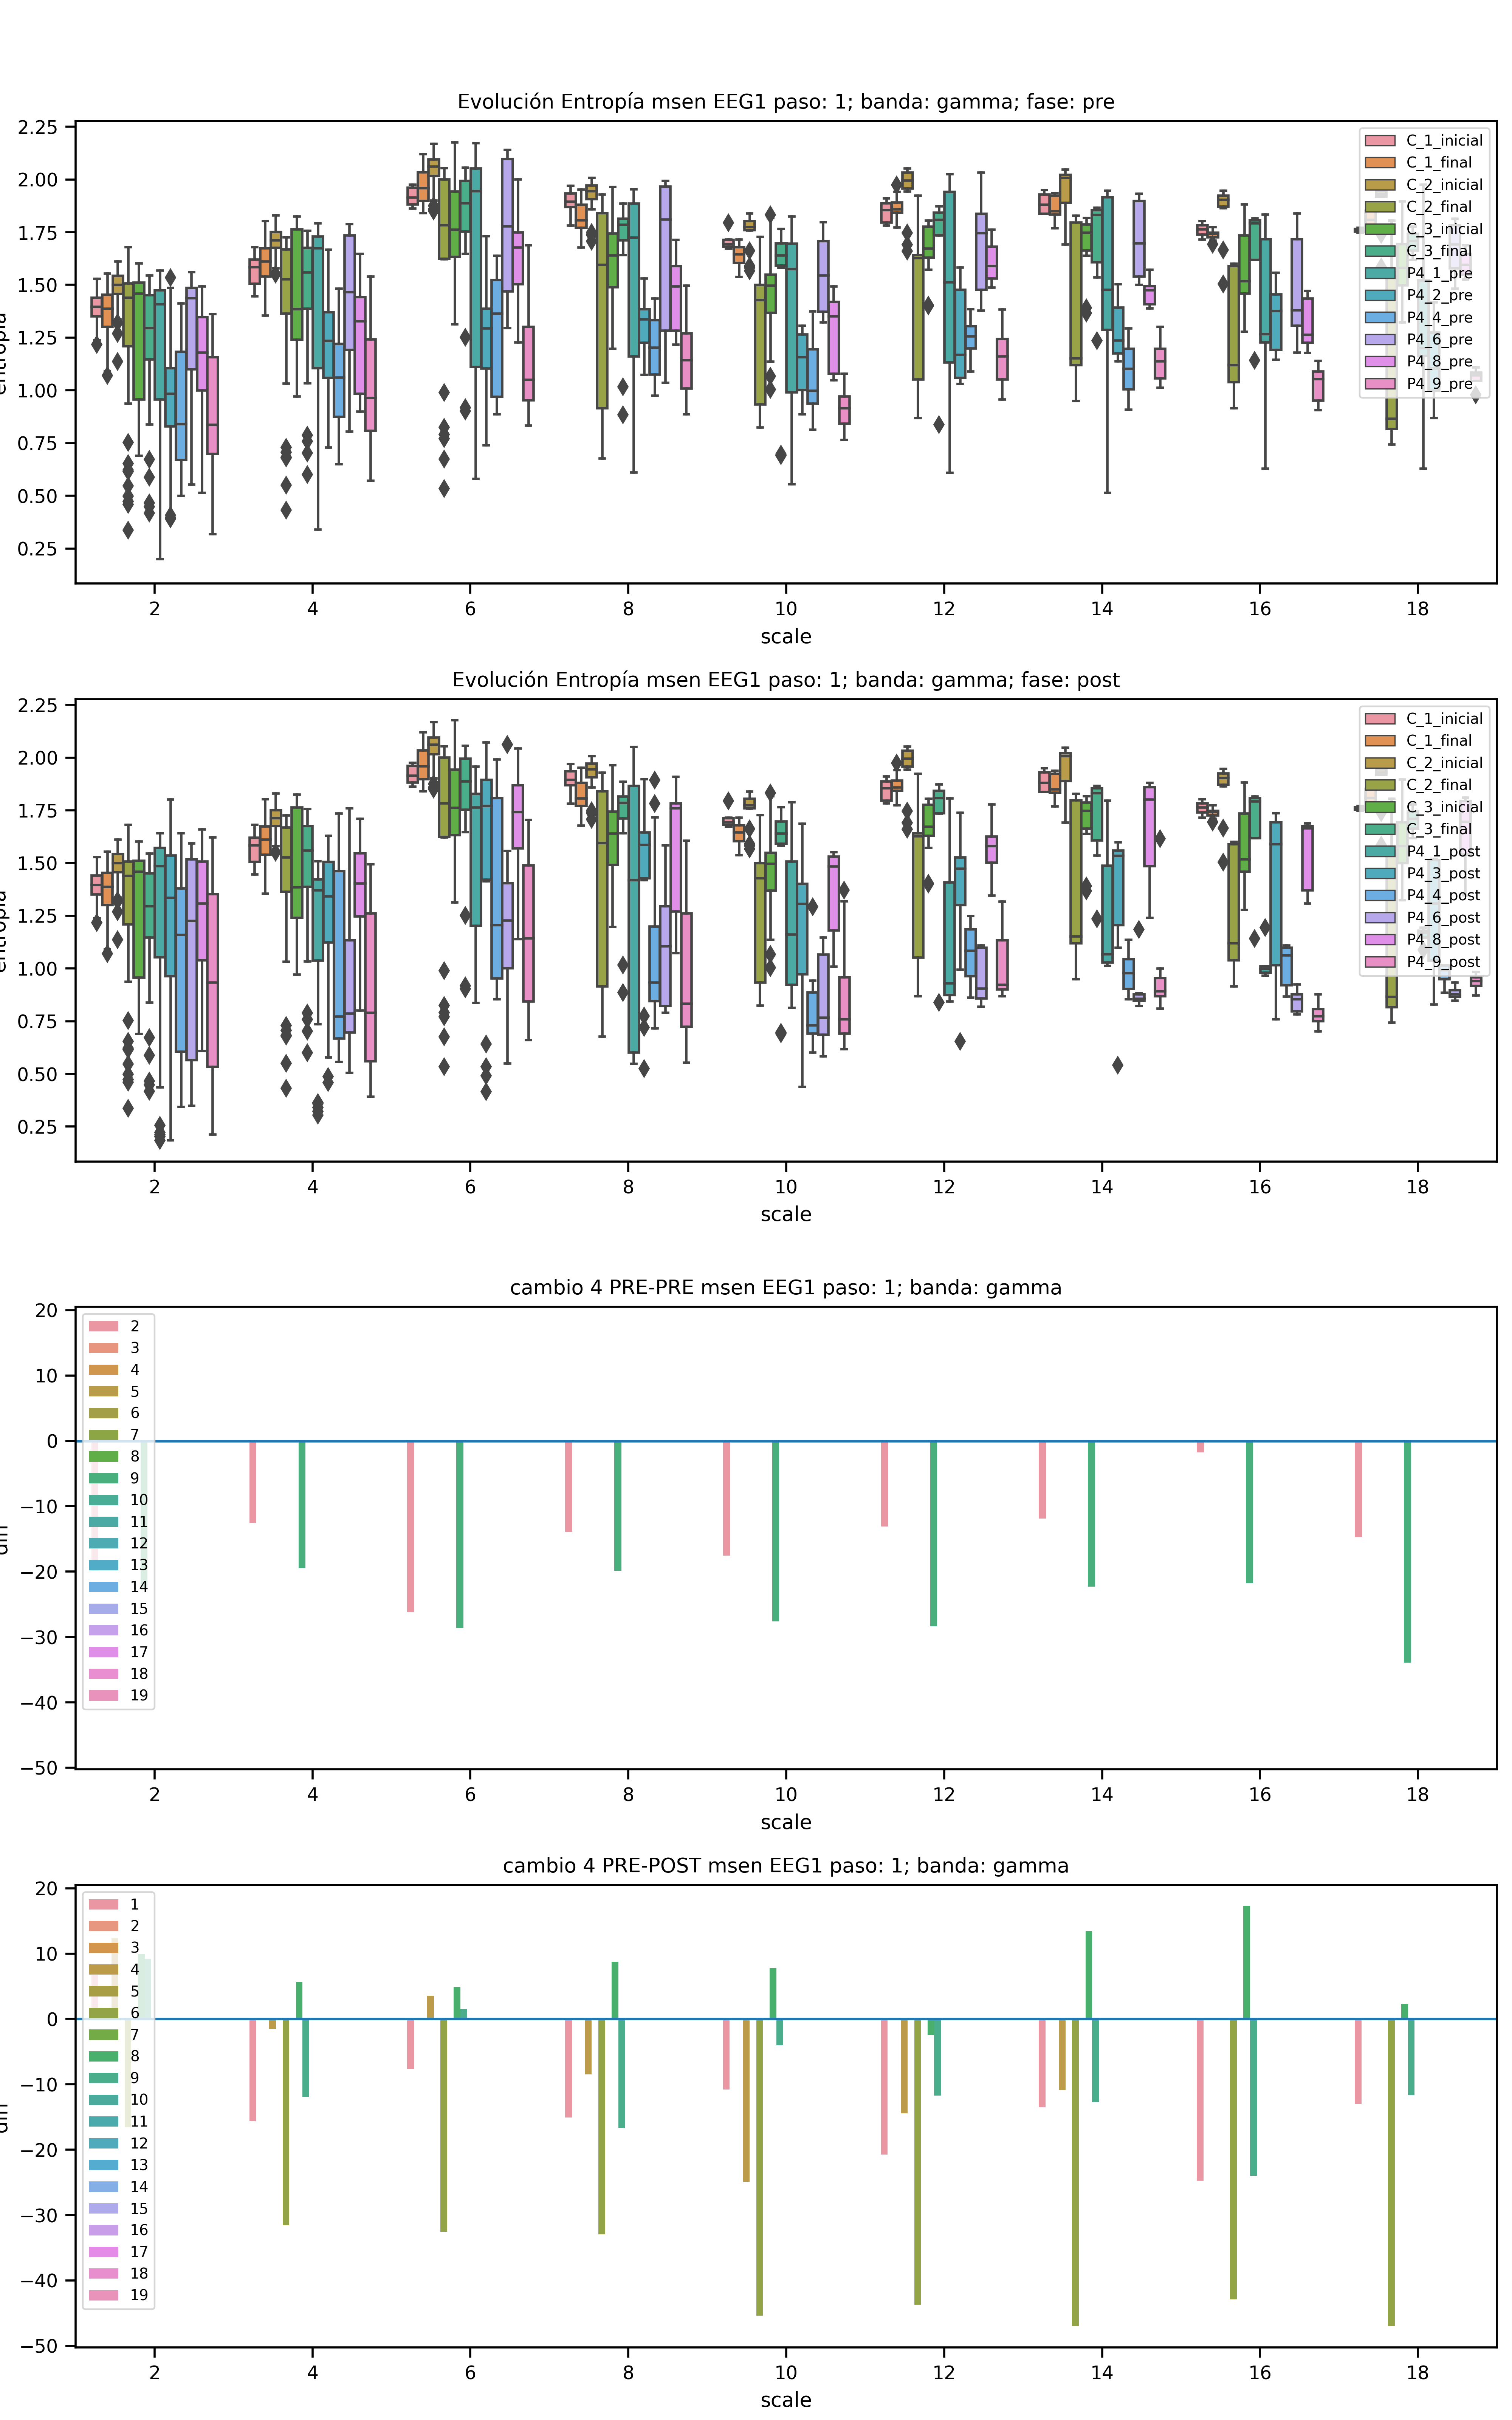 Evolución Entropía msen EEG1 paso: 1; banda: gamma; fase: pre
2.25
2.00
1.75
1.50
1.25
1.00
0.75
0.50
0.25
C_1_inicial
C_1_final
C_2_inicial
C_2_final
C_3_inicial
C_3_final
P4_1_pre
P4_2_pre
P4_4_pre
P4_6_pre
P4_8_pre
P4_9_pre
2 4 6 8 10 12 14 16 18
scale
Evolución Entropía msen EEG1 paso: 1; banda: gamma; fase: post
2.25
2.00
1.75
1.50
1.25
1.00
0.75
0.50
0.25
C_1_inicial
C_1_final
C_2_inicial
C_2_final
C_3_inicial
C_3_final
P4_1_post
P4_3_post
P4_4_post
P4_6_post
P4_8_post
P4_9_post
2 4 6 8 10 12 14 16 18
scale
cambio 4 PRE-PRE msen EEG1 paso: 1; banda: gamma
20
10
0
−10
−20
−30
−40
−50
2
3
4
5
6
7
8
9
10
11
12
13
14
15
16
17
18
19
2 4 6 8 10 12 14 16 18
scale
cambio 4 PRE-POST msen EEG1 paso: 1; banda: gamma
20
10
0
−10
−20
−30
−40
−50
1
2
3
4
5
6
7
8
9
10
11
12
13
14
15
16
17
18
19
2 4 6 8 10 12 14 16 18
scale